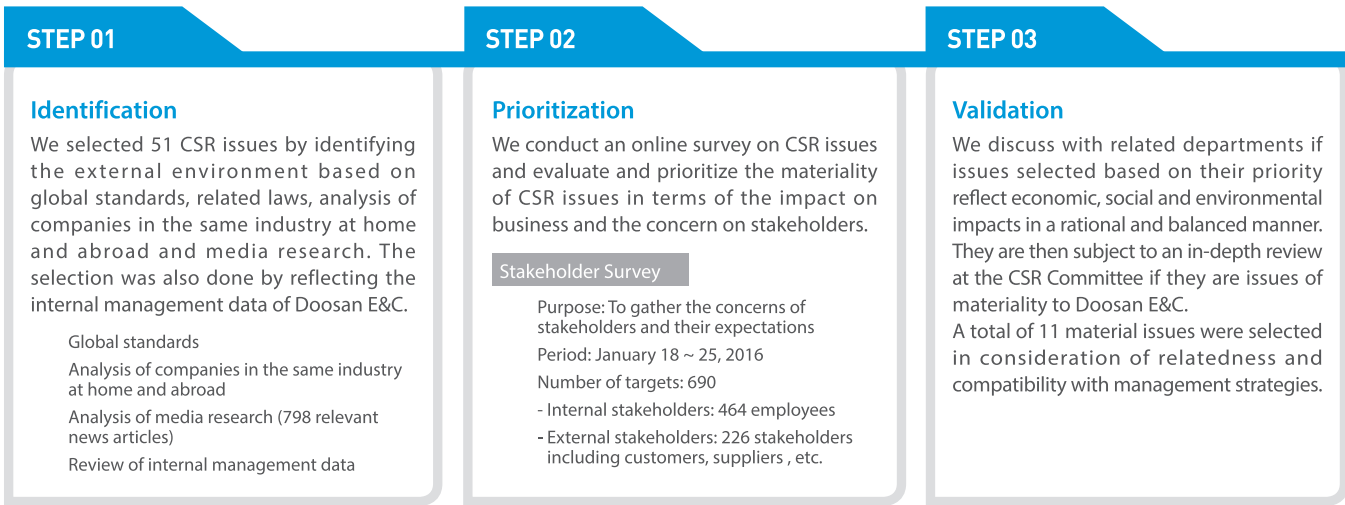 STEP 01
Identification
We selected 51 CSR issues by identifying
the external environment based on
global standards, related laws, analysis of
companies in the same industry at home
and abroad and media research. The
selection was also done by reflecting the
internal management data of Doosan E&C.
Global standards
Analysis of companies in the same industry
at home and abroad
Analysis of media research (798 relevant
news articles)
Review of internal management data
STEP 02
Prioritization
We conduct an online survey on CSR issues
and evaluate and prioritize the materiality
of CSR issues in terms of the impact on
business and the concern on stakeholders.
Stakeholder Survey
Purpose: To gather the concerns of
stakeholders and their expectations
Period: January 18 ~ 25, 2016
Number of targets: 690
- Internal stakeholders: 464 employees
- External stakeholders: 226 stakeholders
including customers, suppliers , etc.
STEP 03
Validation
We discuss with related departments if
issues selected based on their priority
reflect economic, social and environmental
impacts in a rational and balanced manner.
They are then subject to an in-depth review
at the CSR Committee if they are issues of
materiality to Doosan E&C.
A total of 11 material issues were selected
in consideration of relatedness and
compatibility with management strategies.